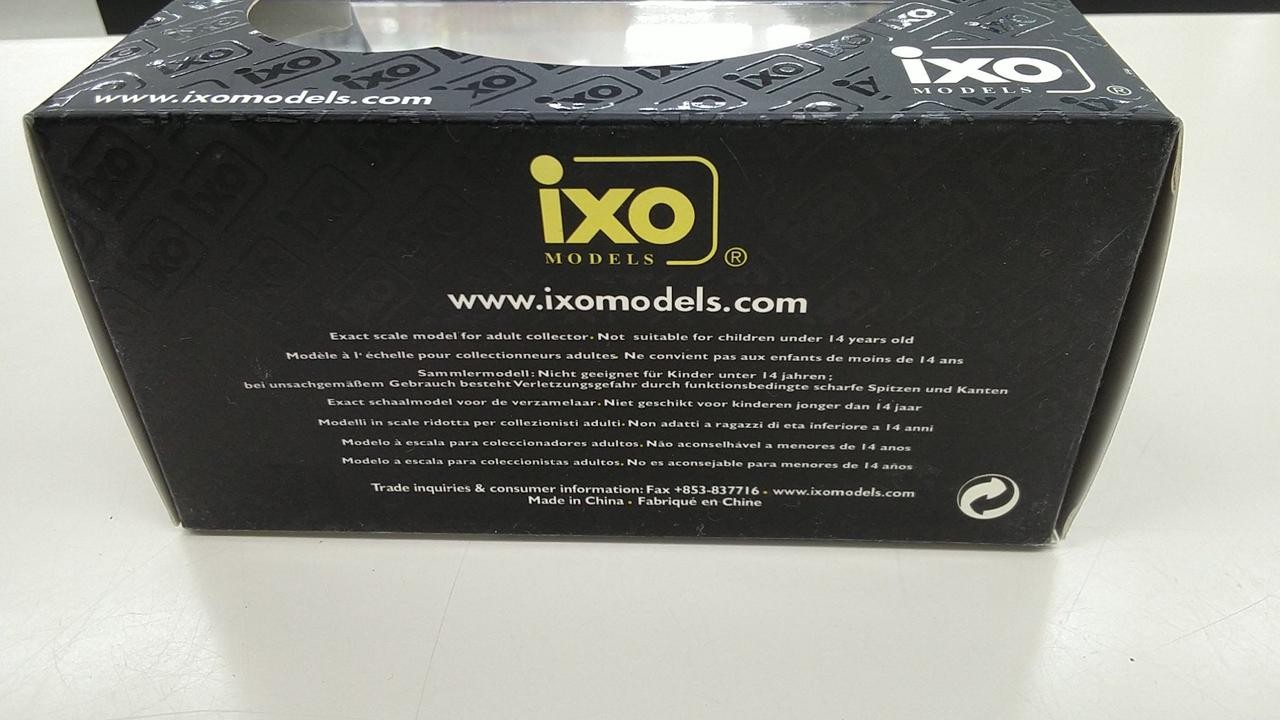 www.ixomodels.com
ixo
MODELS ®
ixo
MODELS ®
www.ixomodels.com
Exact scale model for adult collector • Not suitable for children under 14 years old
Modèle à l' échelle pour collectionneurs adultes • Ne convient pas aux enfants de moins de 14 ans
Sammlermodell : Nicht geeignet für Kinder unter 14 jahren ;
bei unsachgemäßem Gebrauch besteht Verletzungsgefahr durch funktionsbedingte scharfe Spitzen und Kanten
Exact schaalmodel voor de verzamelaar • Niet geschikt voor kinderen jonger dan 14 jaar
Modelli in scale ridotta per collezionisti adulti • Non adatti a ragazzi di eta inferiore a 14 anni
Modelo à escala para coleccionadores adultos • Não aconselhável a menores de 14 anos
Modelo a escala para coleccionistas adultos • No es aconsejable para menores de 14 años
Trade inquiries & consumer information: Fax +853-837716 • www.ixomodels.com
Made in China • Fabriqué en Chine